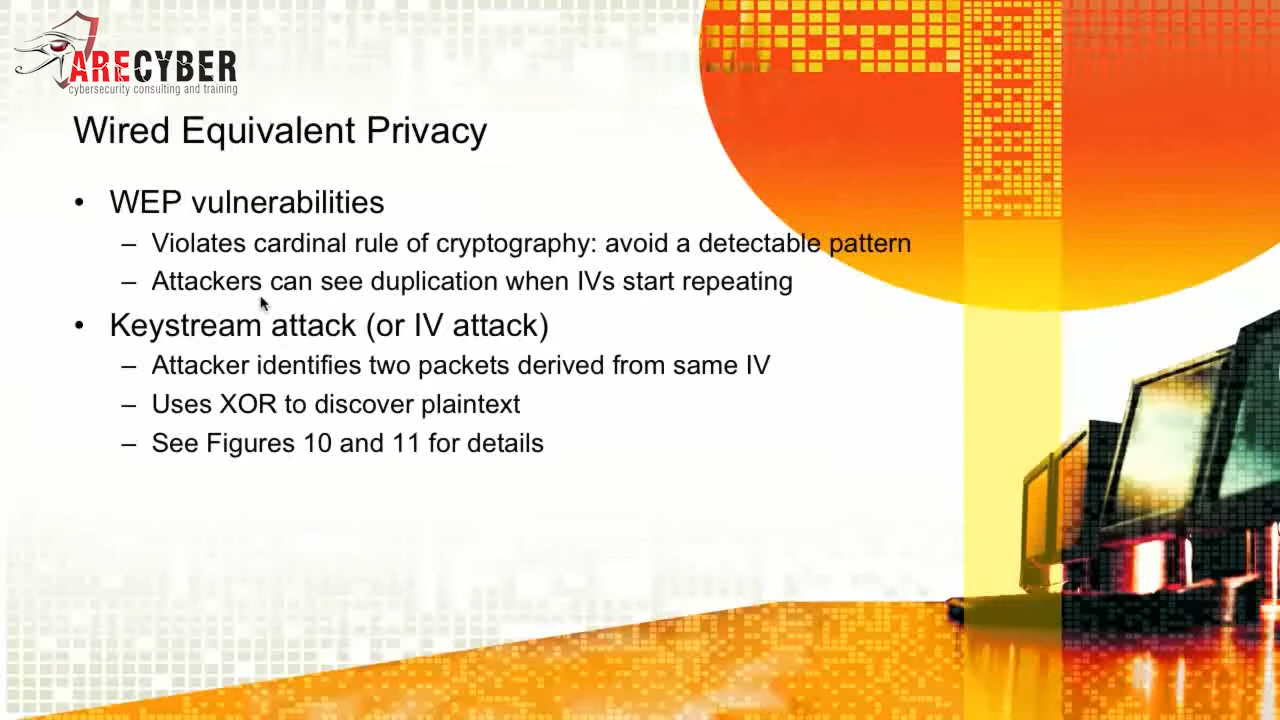 ARECYBER
cybersecurity consulting and training
Wired Equivalent Privacy
• WEP vulnerabilities
– Violates cardinal rule of cryptography: avoid a detectable pattern
– Attackers can see duplication when IVs start repeating
• Keystream attack (or IV attack)
– Attacker identifies two packets derived from same IV
– Uses XOR to discover plaintext
– See Figures 10 and 11 for details